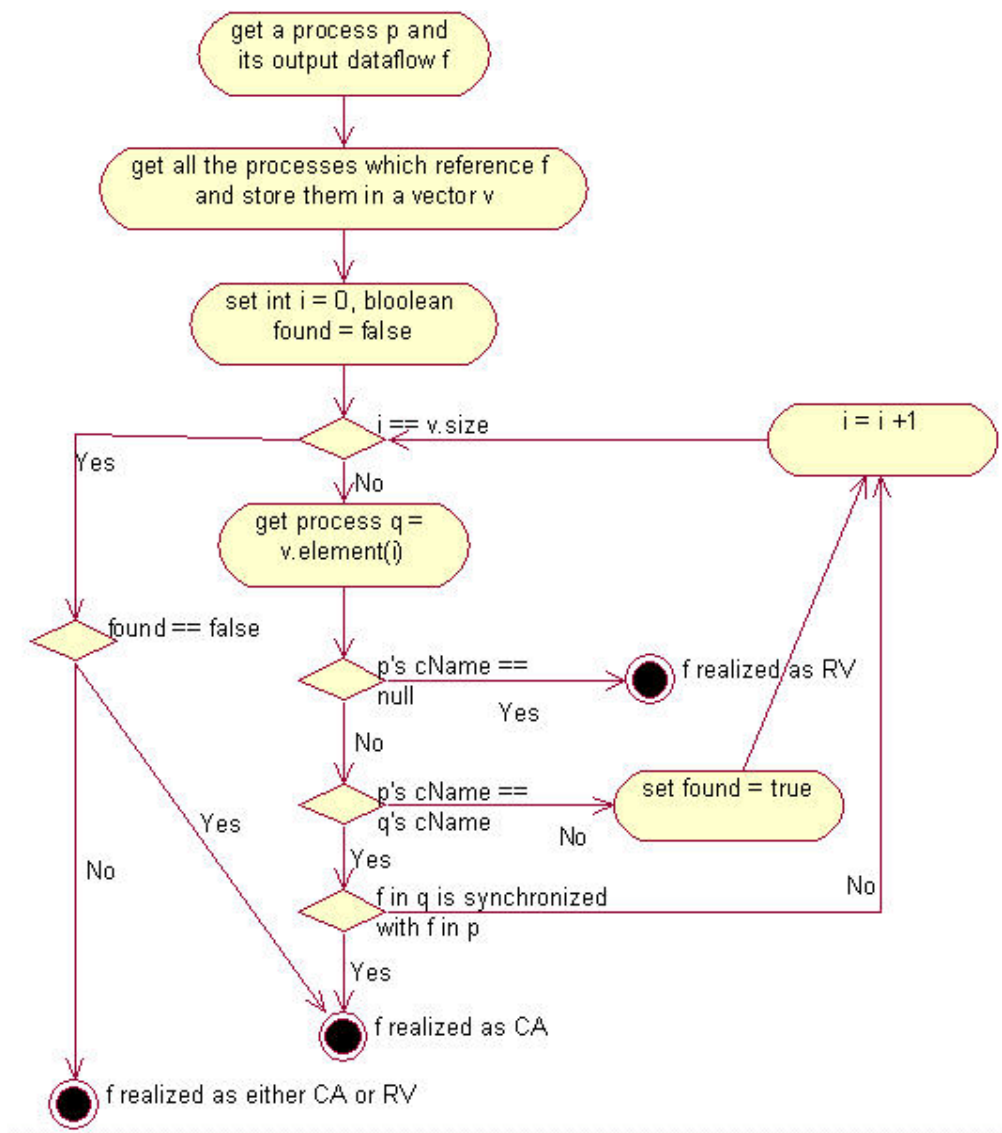 get a process p and
its output dataflow f
get all the processes which reference f
and store them in a vector v
set int i = 0, bloolean
found = false
i == v.size
i = i +1
Yes
No
get process q =
v.element(i)
found == false
p's cName ==
null
f realized as RV
Yes
No
p's cName ==
q's cName
set found = true
Yes
No
Yes
No
No
f in q is synchronized
with f in p
Yes
f realized as CA
f realized as either CA or RV